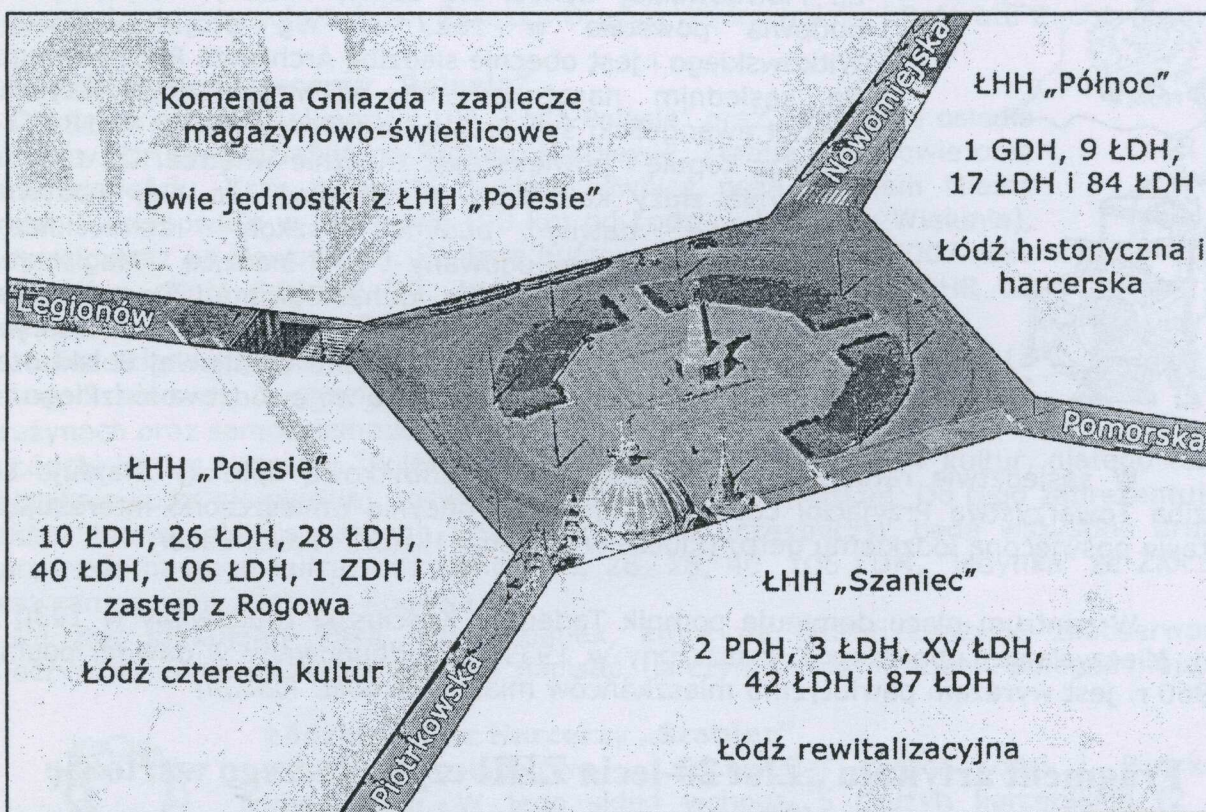 Komenda Gniazda i zaplecze
magazynowo-świetlicowe
Dwie jednostki z ŁHH „Polesie”
Nowomiejska
ŁHH „Północ”
1 GDH, 9 ŁDH,
17 ŁDH i 84 ŁDH
Łódź historyczna i
harcerska
Legionów
Pomorska
ŁHH „Polesie”
10 ŁDH, 26 ŁDH, 28 ŁDH,
40 ŁDH, 106 ŁDH, 1 ZDH i
zastęp z Rogowa
Łódź czterech kultur
Piotrkowska
ŁHH „Szaniec”
2 PDH, 3 ŁDH, XV ŁDH,
42 ŁDH i 87 ŁDH
Łódź rewitalizacyjna